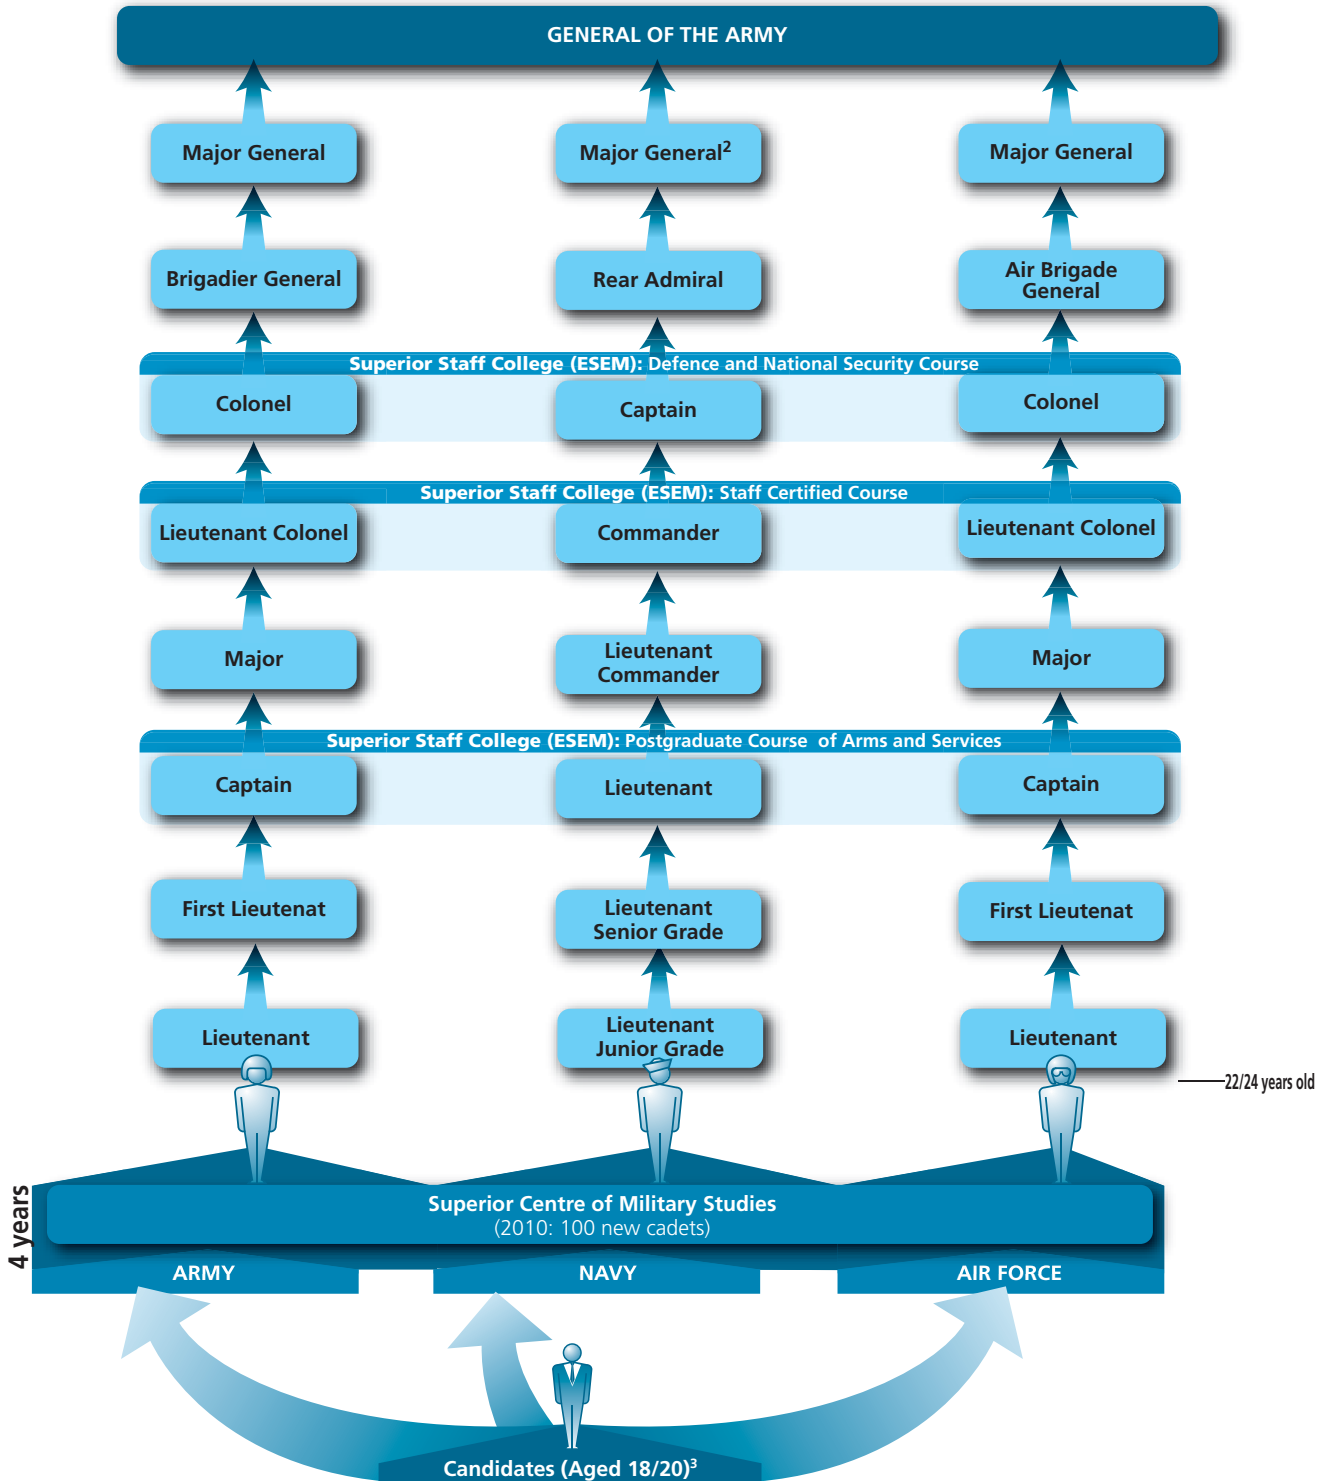 GENERAL OF THE ARMY
Major General
Major General²
Major General
Brigadier General
Rear Admiral
Air Brigade
General
Superior Staff College (ESEM): Defence and National Security Course
Colonel
Captain
Colonel
Superior Staff College (ESEM): Staff Certified Course
Lieutenant Colonel
Commander
Lieutenant Colonel
Major
Lieutenant
Commander
Major
Superior Staff College (ESEM): Postgraduate Course of Arms and Services
Captain
Lieutenant
Captain
First Lieutenat
Lieutenant
Senior Grade
First Lieutenat
Lieutenant
Lieutenant
Junior Grade
Lieutenant
22/24 years old
4 years
Superior Centre of Military Studies
(2010: 100 new cadets)
ARMY
NAVY
AIR FORCE
Candidates (Aged 18/20)³